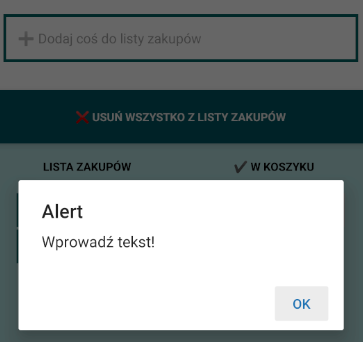 ➕ Dodaj coś do listy zakupów
❌ USUŃ WSZYSTKO Z LISTY ZAKUPÓW
LISTA ZAKUPÓW
✔ W KOSZYKU
Alert
Wprowadź tekst!
OK